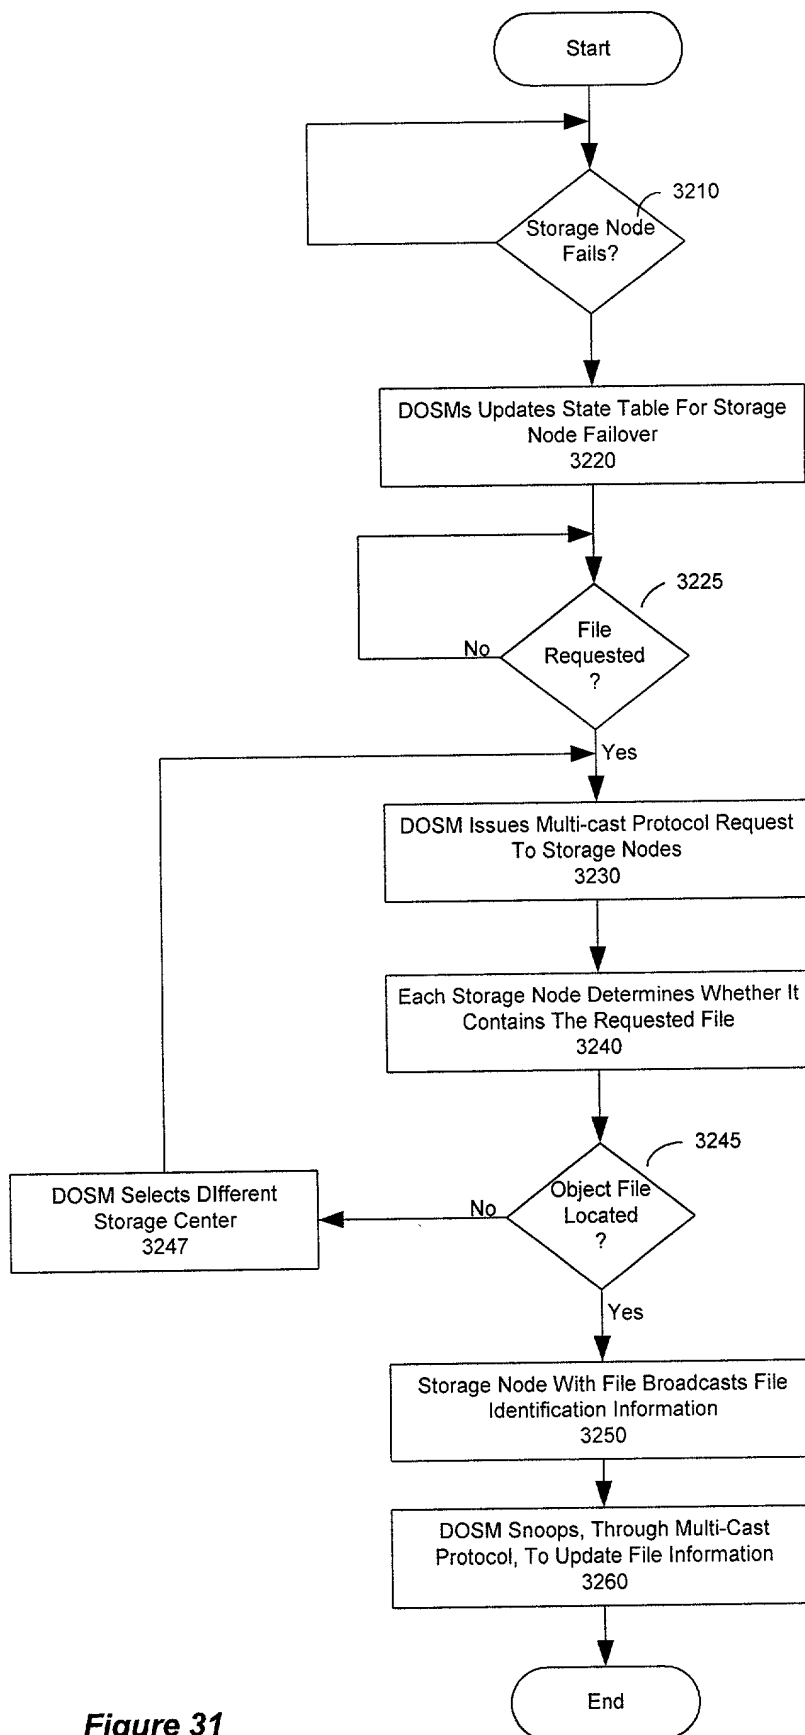 Start
3210
Storage Node
Fails?
DOSMs Updates State Table For Storage
Node Failover
3220
3225
File
Requested
?
No
Yes
DOSM Issues Multi-cast Protocol Request
To Storage Nodes
3230
Each Storage Node Determines Whether It
Contains The Requested File
3240
3245
Object File
Located
?
No
DOSM Selects DIfferent
Storage Center
3247
Yes
Storage Node With File Broadcasts File
Identification Information
3250
DOSM Snoops, Through Multi-Cast
Protocol, To Update File Information
3260
End
Figure 31